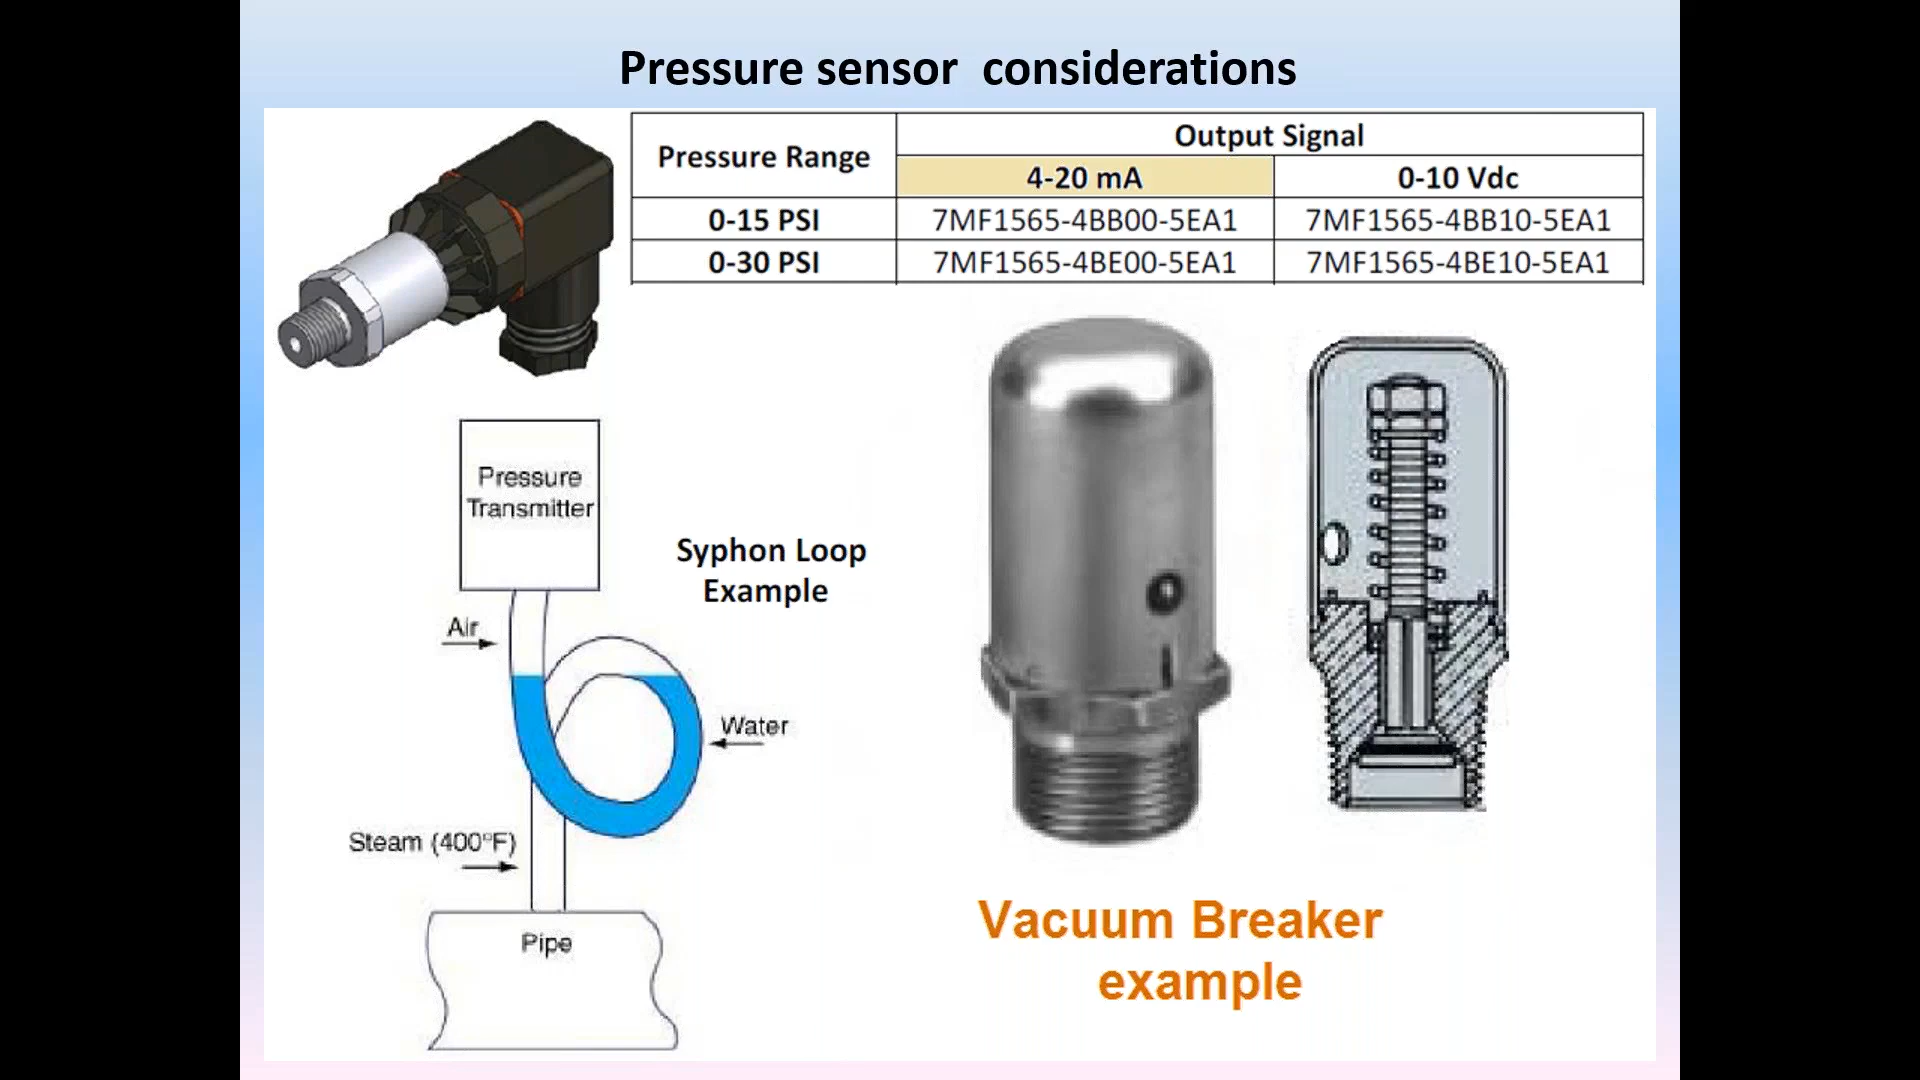 Pressure sensor considerations
Pressure Range
Output Signal
4-20 mA
0-10 Vdc
0-15 PSI 7MF1565-4BB00-5EA1 7MF1565-4BB10-5EA1
0-30 PSI 7MF1565-4BE00-5EA1 7MF1565-4BE10-5EA1
Pressure
Transmitter
Syphon Loop
Example
Air
Water
Steam (400°F)
Pipe
Vacuum Breaker
example